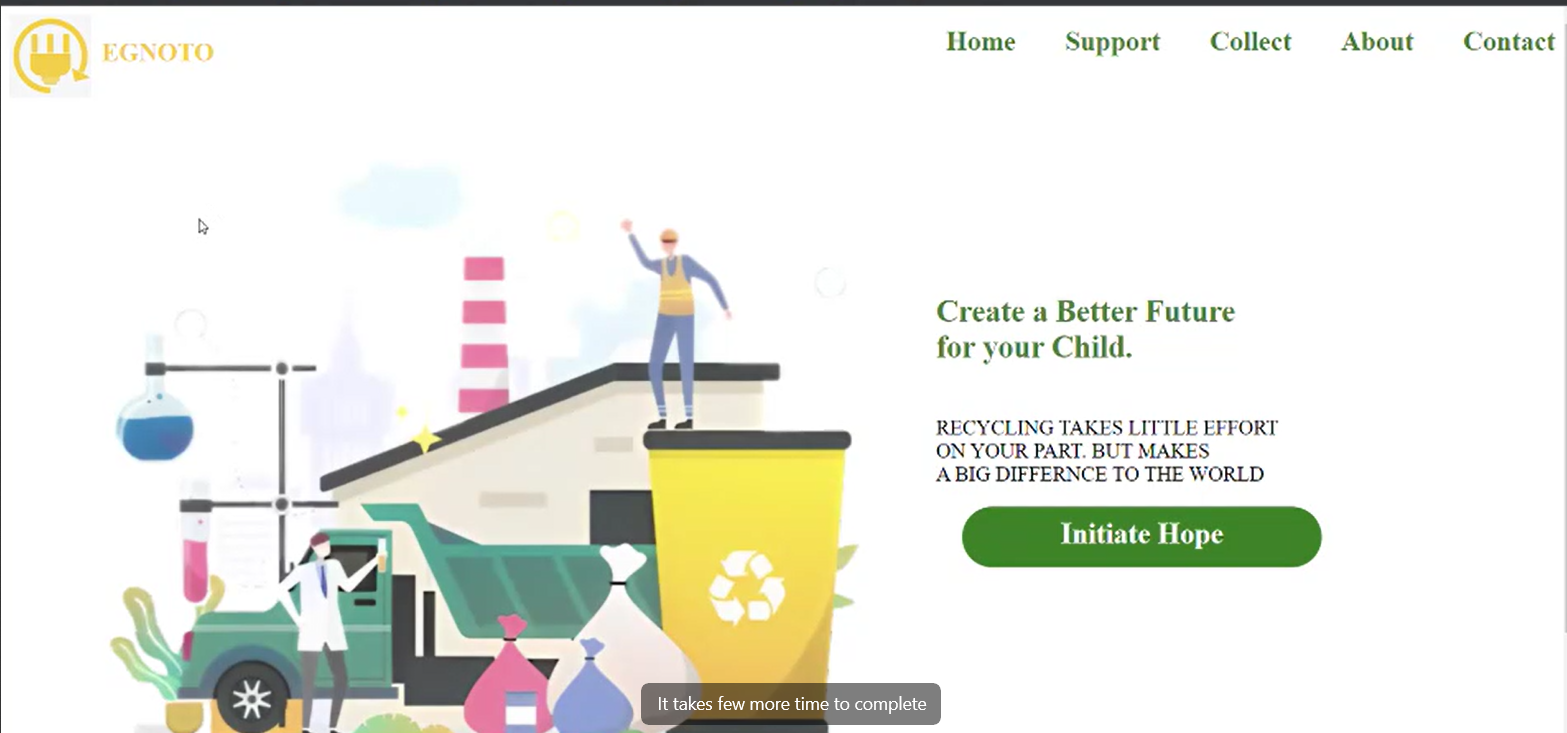 EGNOTO
Home Support Collect About Contact
Create a Better Future
for your Child.
RECYCLING TAKES LITTLE EFFORT
ON YOUR PART. BUT MAKES
A BIG DIFFERNCE TO THE WORLD
Initiate Hope
It takes few more time to complete